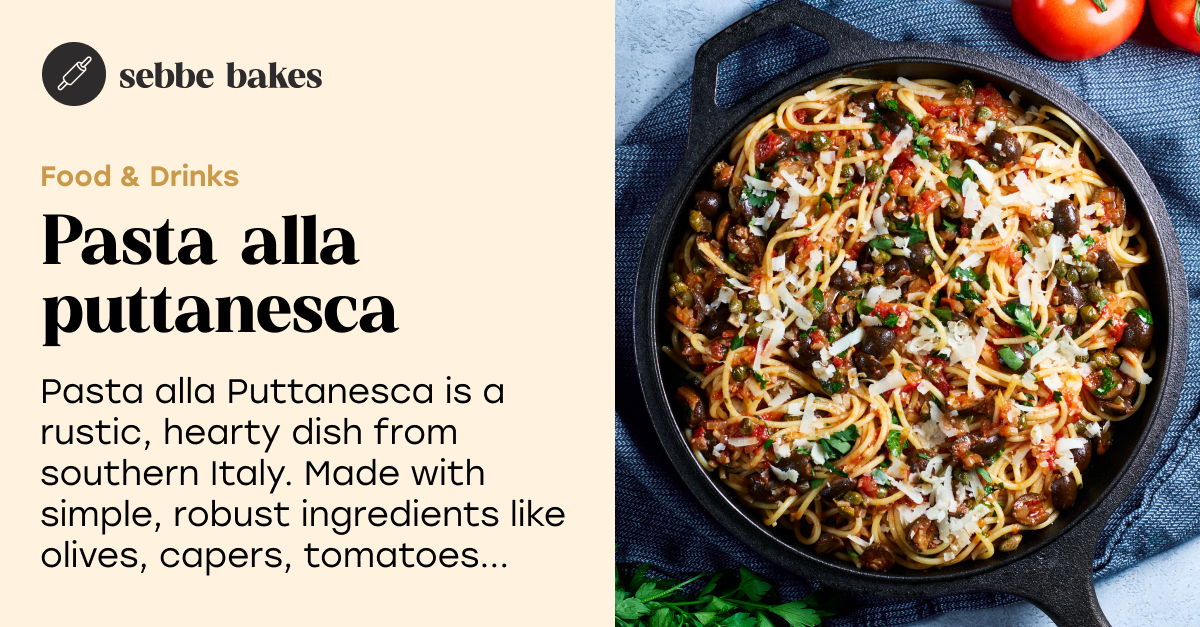 sebbe bakes
Food & Drinks
Pasta alla
puttanesca
Pasta alla Puttanesca is a
rustic, hearty dish from
southern Italy. Made with
simple, robust ingredients like
olives, capers, tomatoes...